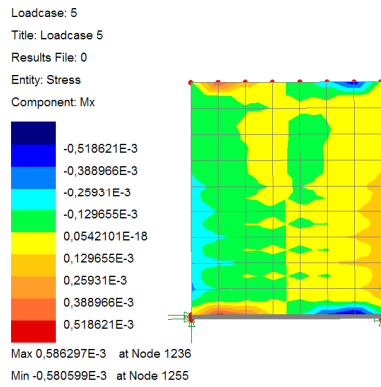 Loadcase: 5
Title: Loadcase 5
Results File: 0
Entity: Stress
Component: Mx
-0,518621E-3
-0,388966E-3
-0,25931E-3
-0,129655E-3
0,0542101E-18
0,129655E-3
0,25931E-3
0,388966E-3
0,518621E-3
Max 0,586297E-3 at Node 1236
Min -0,580599E-3 at Node 1255